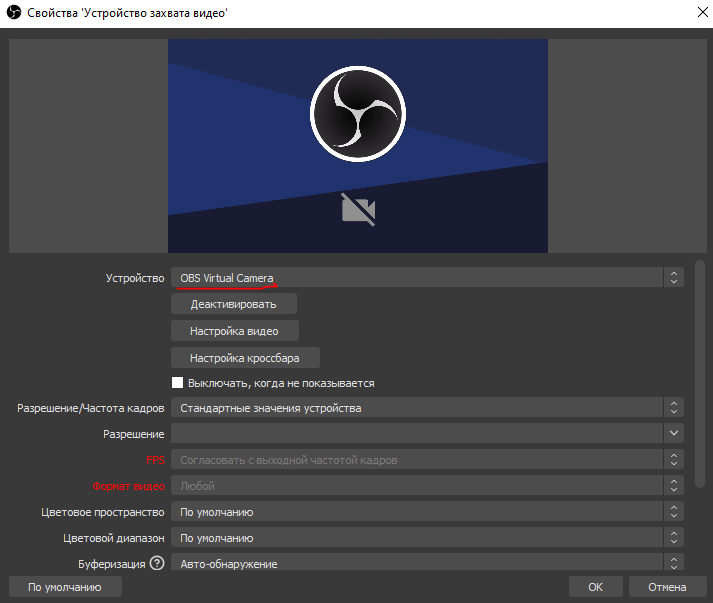 Свойства 'Устройство захвата видео'
Устройство OBS Virtual Camera
Деактивировать
Настройка видео
Настройка кроссбара
Выключать, когда не показывается
Разрешение/Частота кадров Стандартные значения устройства
Разрешение
FPS Согласовать с выходной частотой кадров
Формат видео Любой
Цветовое пространство По умолчанию
Цветовой диапазон По умолчанию
Буферизация ? Авто-обнаружение
По умолчанию OK Отмена